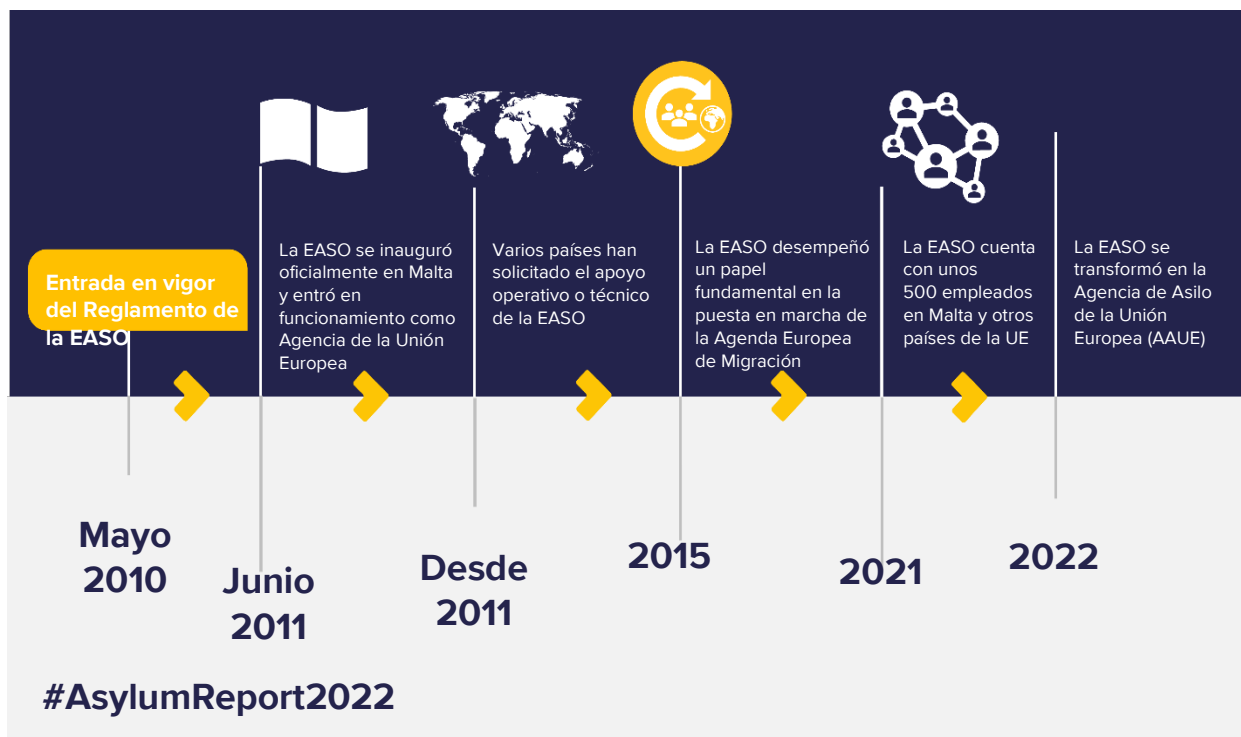 Entrada en vigor
del Reglamento de
la EASO
La EASO se inauguró
oficialmente en Malta
y entró en
funcionamiento como
Agencia de la Unión
Europea
Varios países han
solicitado el apoyo
operativo o técnico
de la EASO
La EASO desempeñó
un papel
fundamental en la
puesta en marcha de
la Agenda Europea
de Migración
La EASO cuenta
con unos
500 empleados
en Malta y otros
países de la UE
La EASO se
transformó en la
Agencia de Asilo
de la Unión
Europea (AAUE)
Mayo
2010
Junio
2011
Desde
2011
2015
2021
2022
#AsylumReport2022